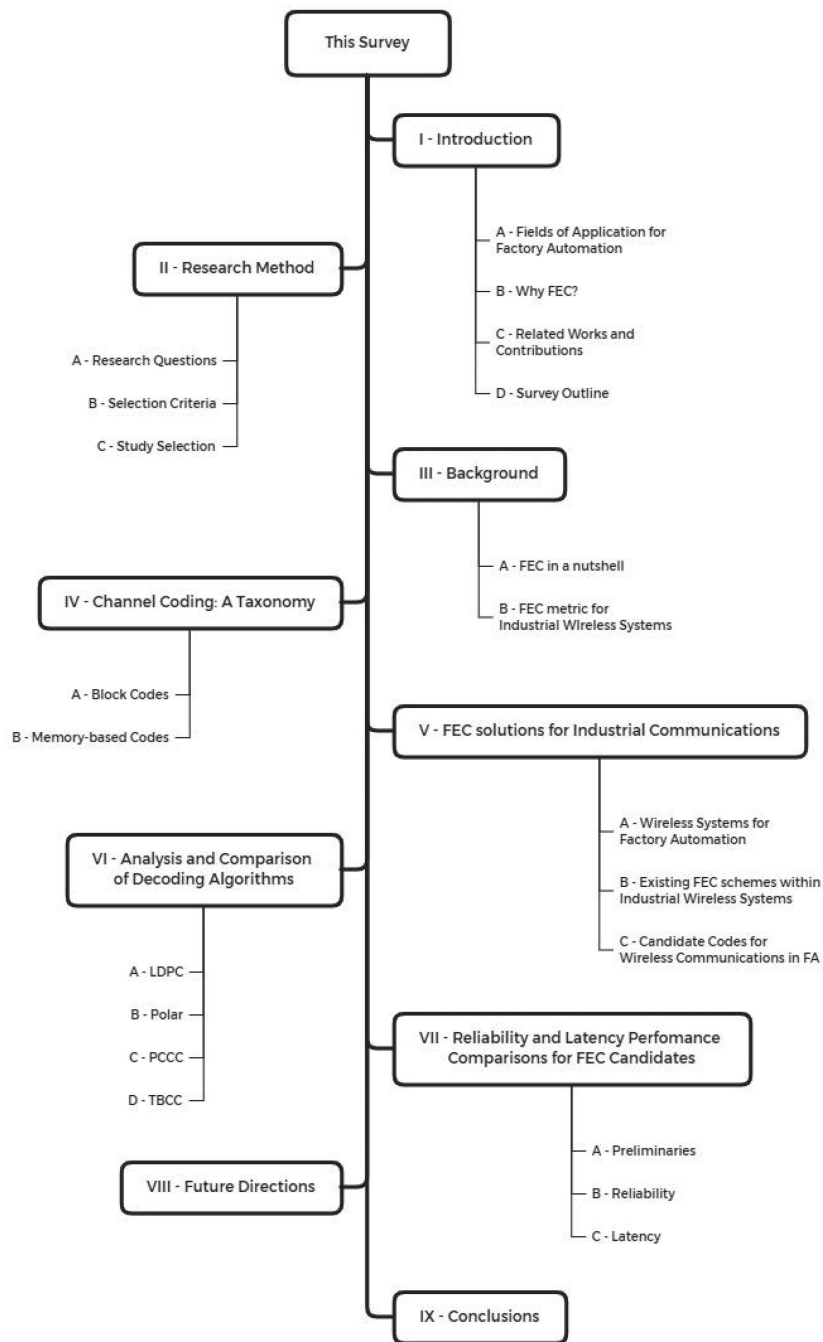 This Survey
I - Introduction
A - Fields of Application for
Factory Automation
B - Why FEC?
C - Related Works and
Contributions
D - Survey Outline
II - Research Method
A - Research Questions
B - Selection Criteria
C - Study Selection
III - Background
A - FEC in a nutshell
B - FEC metric for
Industrial WIreless Systems
IV - Channel Coding: A Taxonomy
A - Block Codes
B - Memory-based Codes
V - FEC solutions for Industrial Communications
A - Wireless Systems for
Factory Automation
B - Existing FEC schemes within
Industrial Wireless Systems
C - Candidate Codes for
Wireless Communications in FA
VI - Analysis and Comparison
of Decoding Algorithms
A - LDPC
B - Polar
C - PCCC
D - TBCC
VII - Reliability and Latency Perfomance
Comparisons for FEC Candidates
A - Preliminaries
B - Reliability
C - Latency
VIII - Future Directions
IX - Conclusions